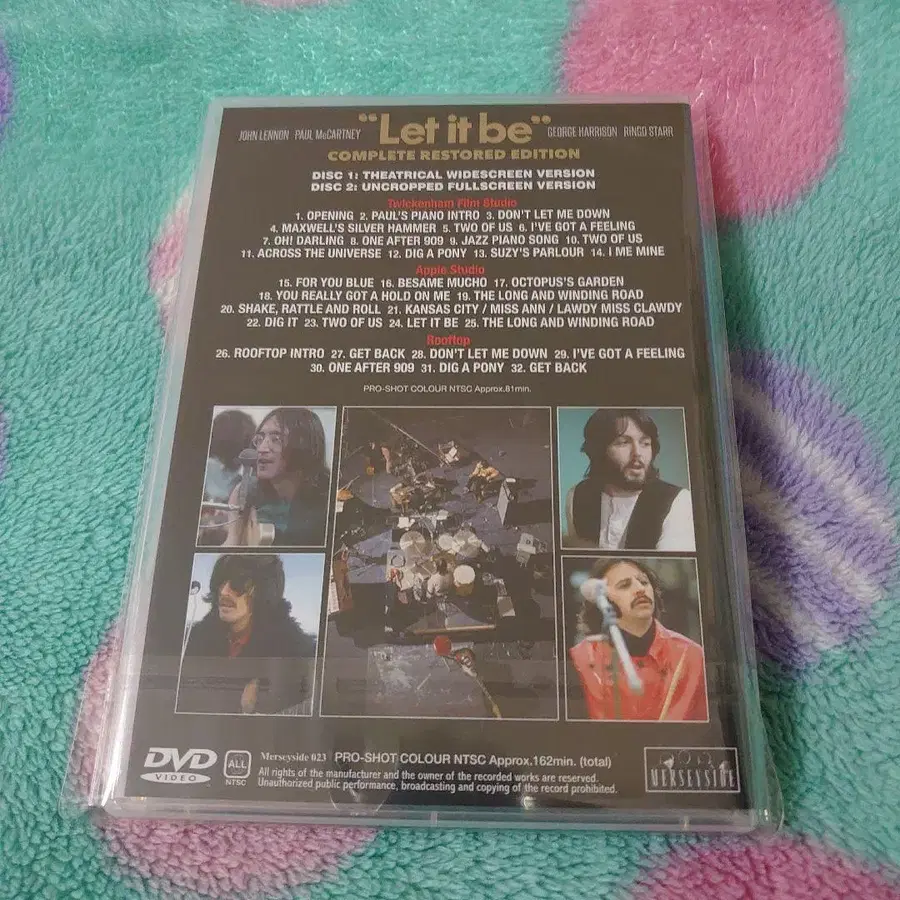 JOHN LENNON PAUL McCARTNEY "Let it be" GEORGE HARRISON RINGO STARR
COMPLETE RESTORED EDITION
DISC 1: THEATRICAL WIDESCREEN VERSION
DISC 2: UNCROPPED FULLSCREEN VERSION
Twickenham Film Studio
1. OPENING 2. PAUL'S PIANO INTRO 3. DON'T LET ME DOWN
4. MAXWELL'S SILVER HAMMER 5. TWO OF US 6. I'VE GOT A FEELING
7. OH! DARLING 8. ONE AFTER 909 9. JAZZ PIANO SONG 10. TWO OF US
11. ACROSS THE UNIVERSE 12. DIG A PONY 13. SUZY'S PARLOUR 14. I ME MINE
Apple Studio
15. FOR YOU BLUE 16. BESAME MUCHO 17. OCTOPUS'S GARDEN
18. YOU REALLY GOT A HOLD ON ME 19. THE LONG AND WINDING ROAD
20. SHAKE, RATTLE AND ROLL 21. KANSAS CITY / MISS ANN / LAWDY MISS CLAWDY
22. DIG IT 23. TWO OF US 24. LET IT BE 25. THE LONG AND WINDING ROAD
Rooftop
26. ROOFTOP INTRO 27. GET BACK 28. DON'T LET ME DOWN 29. I'VE GOT A FEELING
30. ONE AFTER 909 31. DIG A PONY 32. GET BACK
PRO-SHOT COLOUR NTSC Approx.81min.
DVD VIDEO ALL NTSC Merseyside 023 PRO-SHOT COLOUR NTSC Approx.162min. (total)
All rights of the manufacturer and the owner of the recorded works are reserved.
Unauthorized public performance, broadcasting and copying of the record prohibited.
MERSEYSIDE